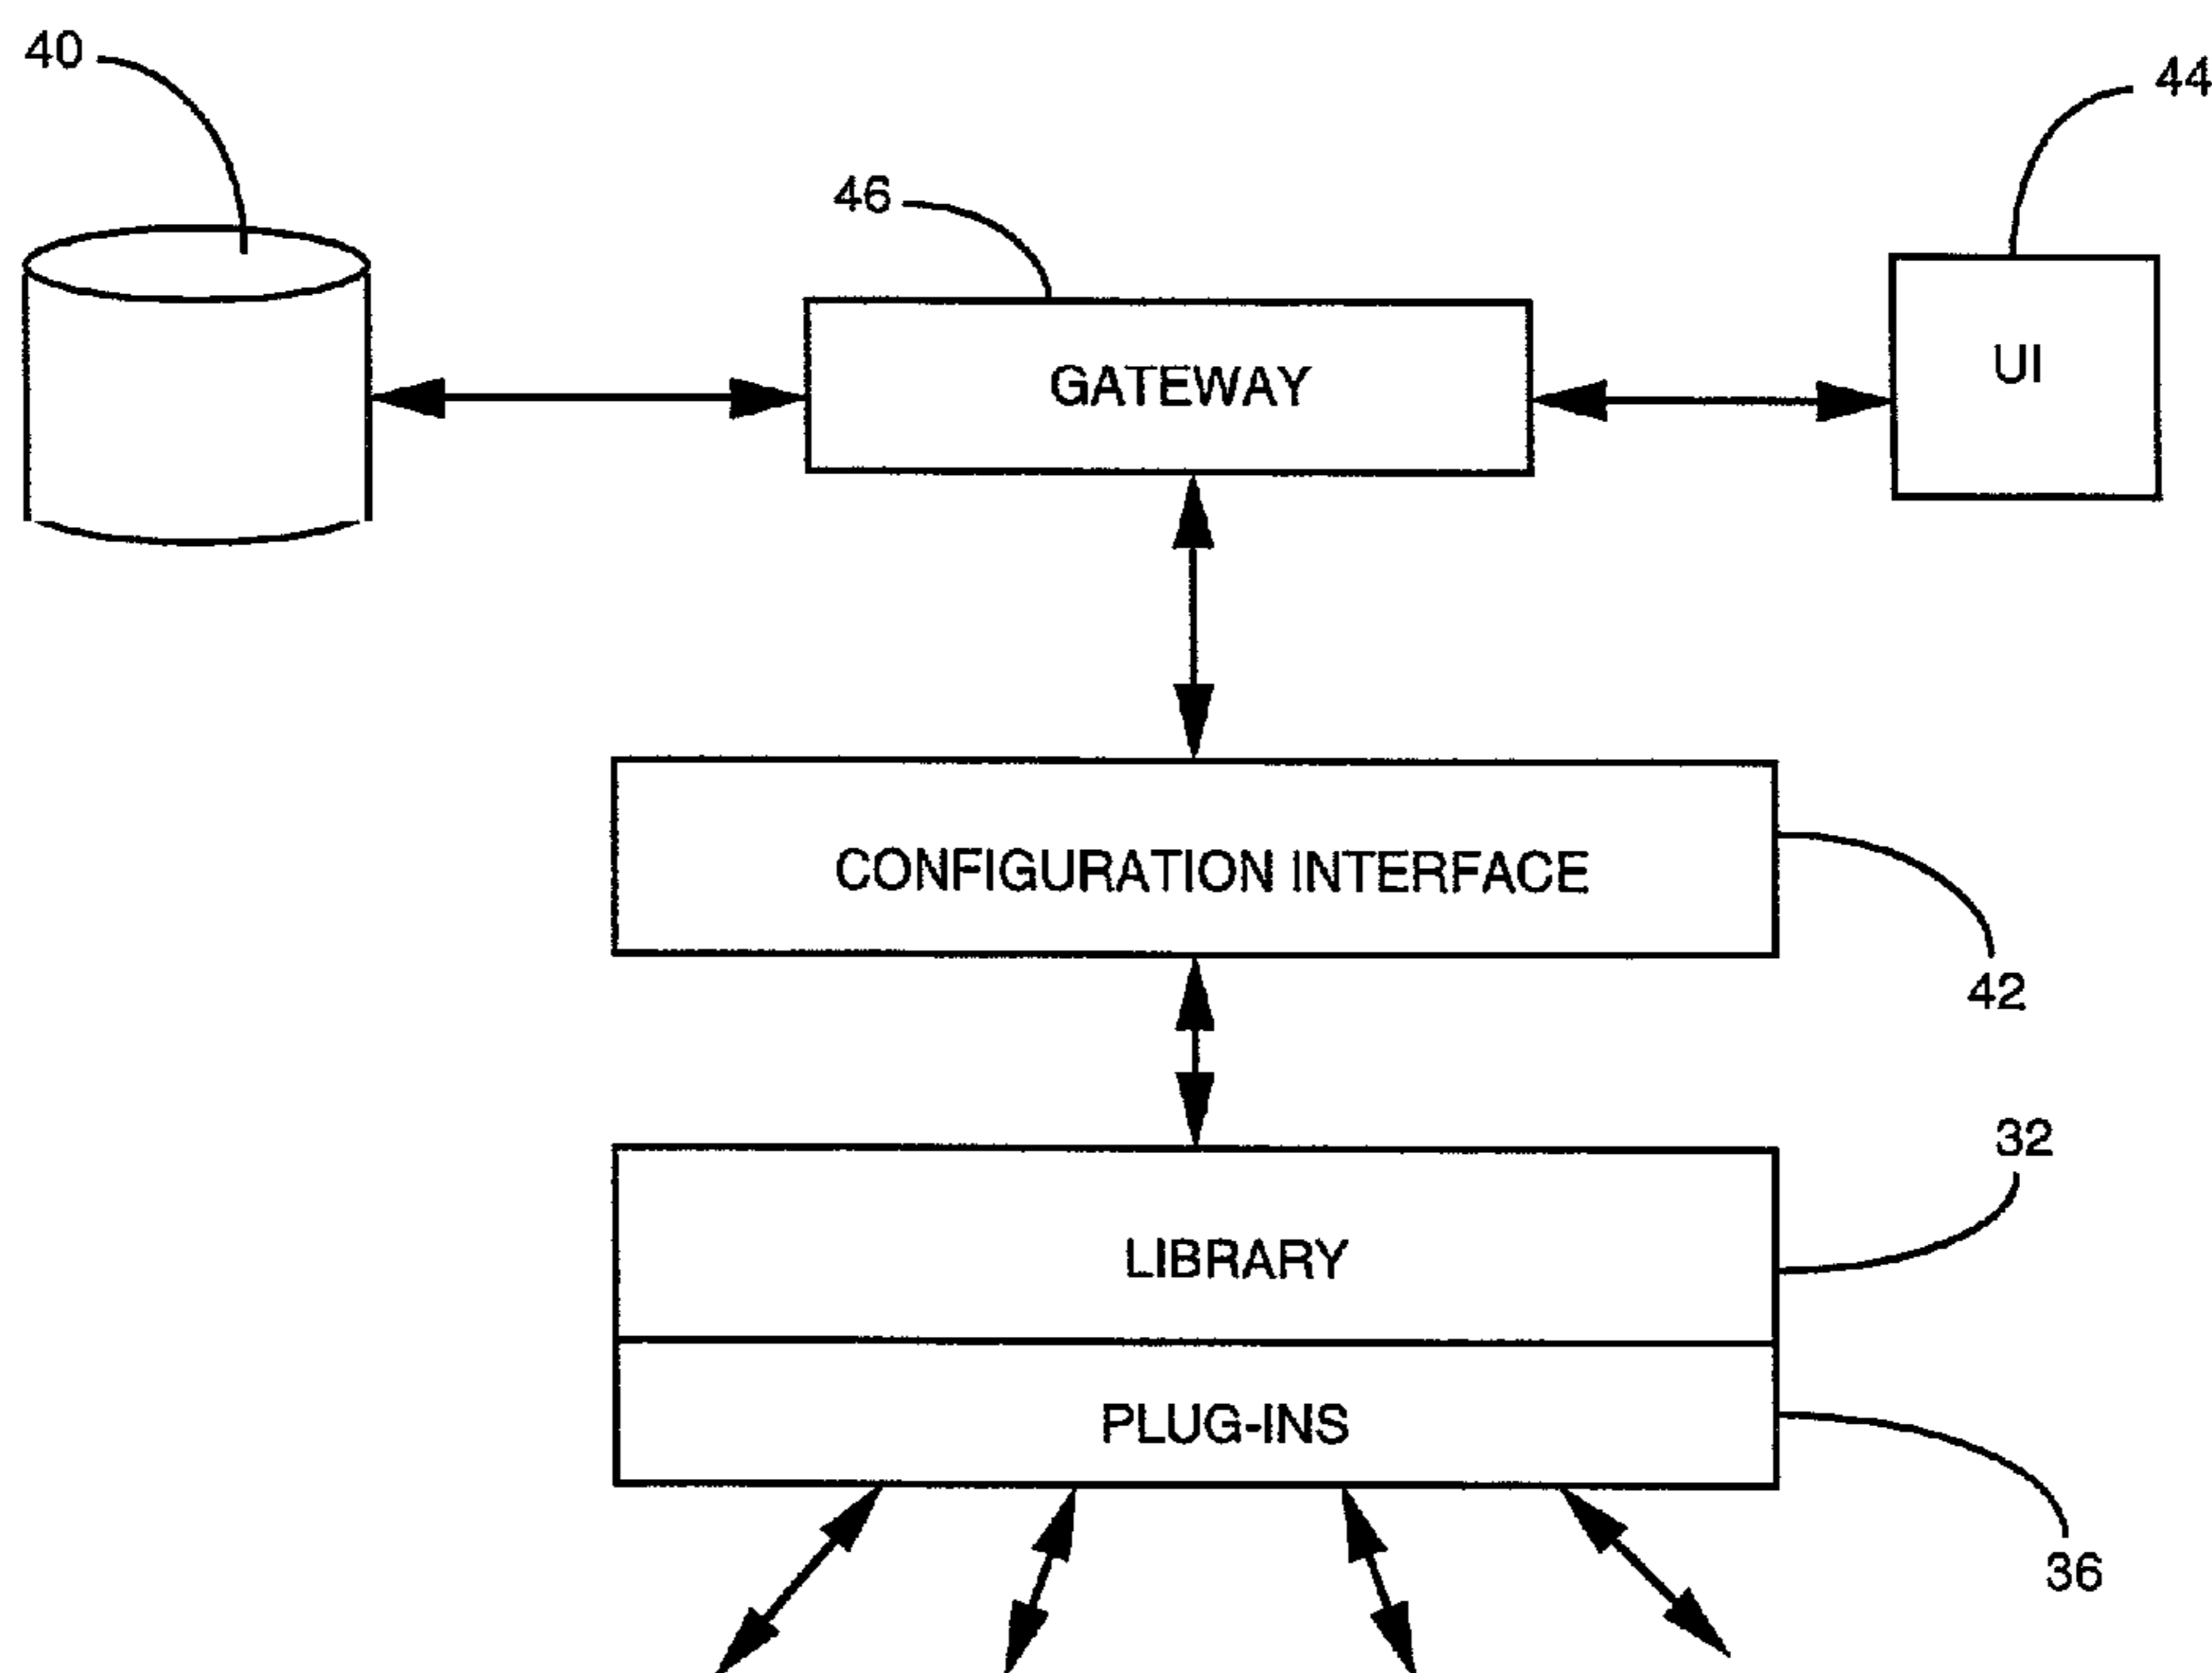 40
44
46
GATEWAY
UI
CONFIGURATION INTERFACE
42
32
LIBRARY
PLUG-INS
36